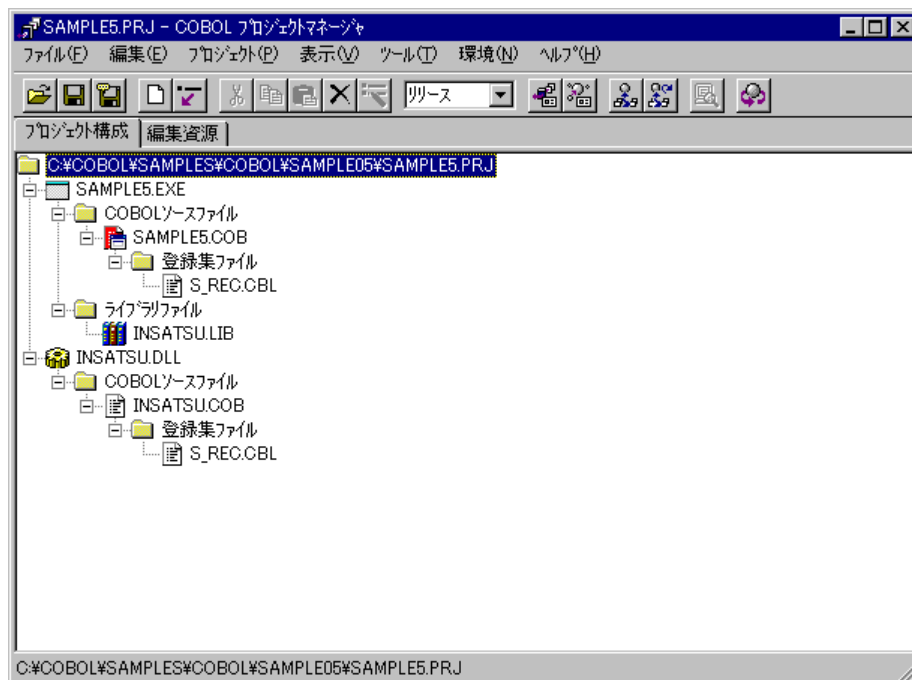 SAMPLE5.PRJ - COBOL プロジェクトマネージャ
ファイル(F) 編集(E) プロジェクト(P) 表示(V) ツール(T) 環境(N) ヘルプ(H)
リリース
プロジェクト構成 編集資源
C:¥COBOL¥SAMPLES¥COBOL¥SAMPLE05¥SAMPLE5.PRJ
SAMPLE5.EXE
COBOLソースファイル
SAMPLE5.COB
登録集ファイル
S_REC.CBL
ライブラリファイル
INSATSU.LIB
INSATSU.DLL
COBOLソースファイル
INSATSU.COB
登録集ファイル
S_REC.CBL
C:¥COBOL¥SAMPLES¥COBOL¥SAMPLE05¥SAMPLE5.PRJ